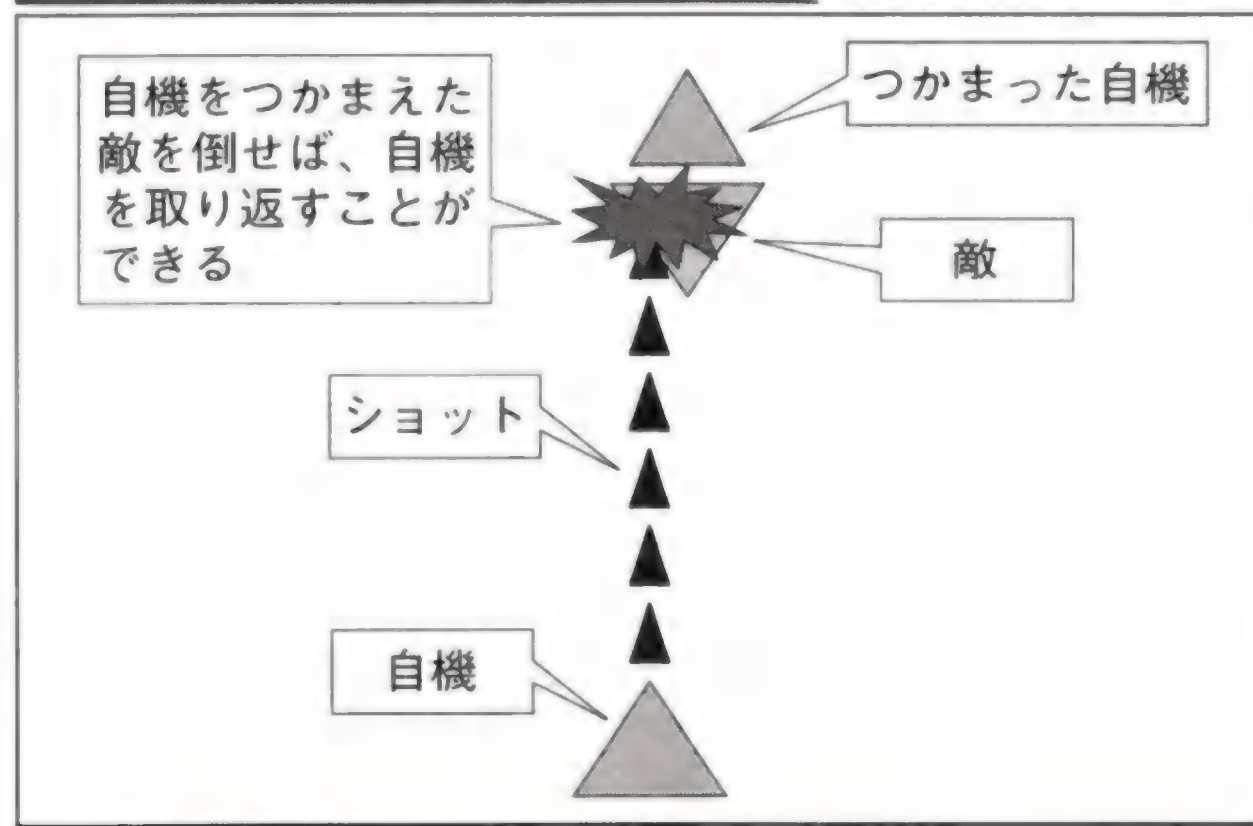 自機をつかまえた
敵を倒せば、自機
を取り返すことが
できる
つかまった自機
敵
ショット
自機